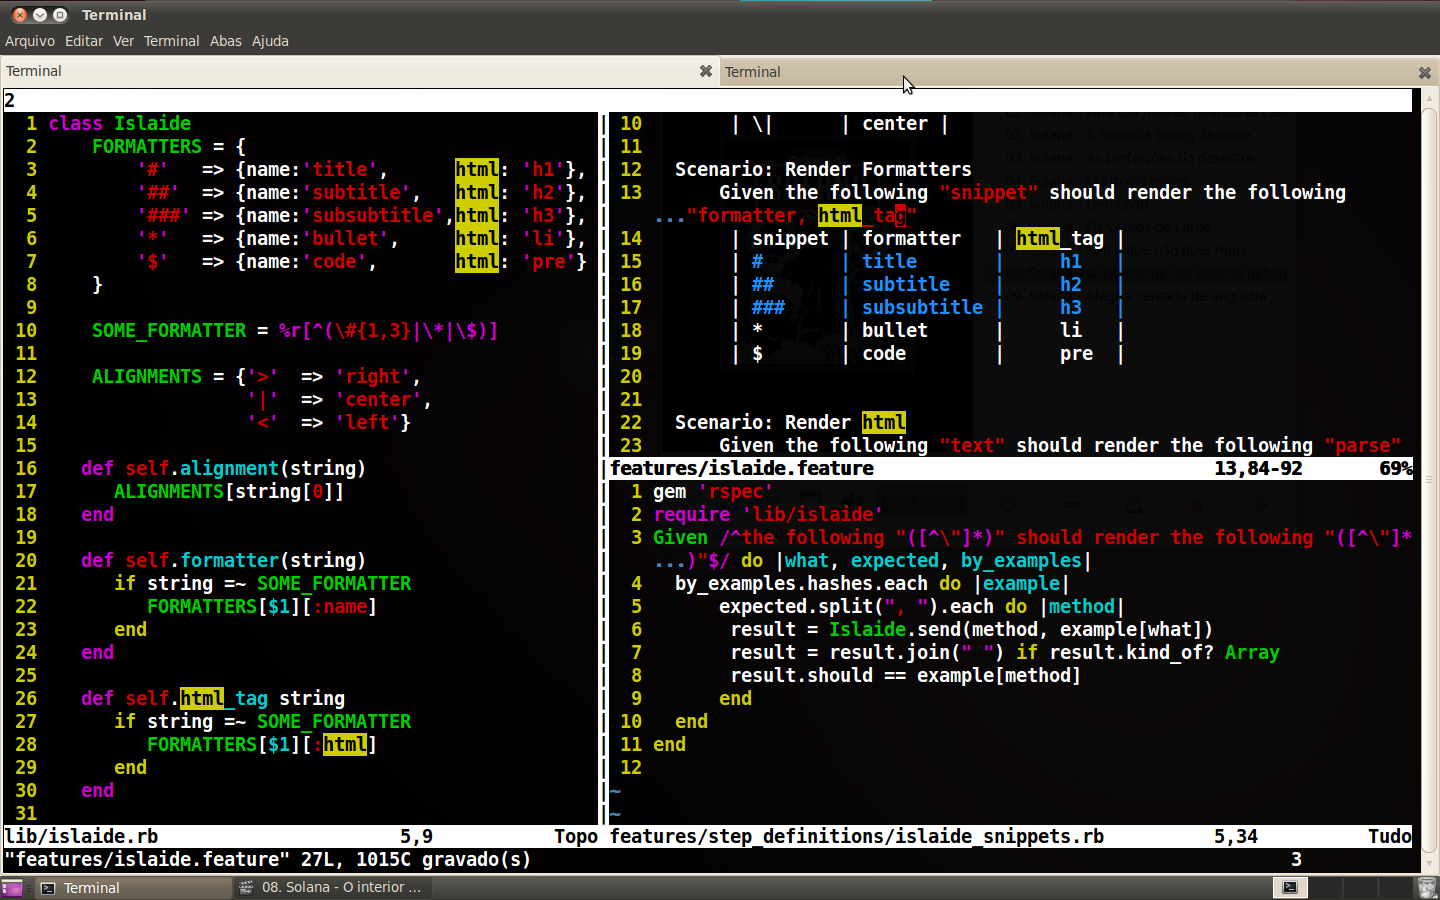 Terminal
Arquivo Editar Ver Terminal Abas Ajuda
Terminal
Terminal
2
1 class Islaide
2     FORMATTERS = {
3         '#'   => {name:'title',      html: 'h1'},
4         '##'  => {name:'subtitle',   html: 'h2'},
5         '###' => {name:'subsubtitle',html: 'h3'},
6         '*'   => {name:'bullet',     html: 'li'},
7         '$'   => {name:'code',       html: 'pre'}
8     }
9
10    SOME_FORMATTER = %r[^(\#{1,3}|\*|\$)]
11
12    ALIGNMENTS = {'>'  => 'right',
13                  '|'  => 'center',
14                  '<'  => 'left'}
15
16   def self.alignment(string)
17      ALIGNMENTS[string[0]]
18   end
19
20   def self.formatter(string)
21      if string =~ SOME_FORMATTER
22         FORMATTERS[$1][:name]
23      end
24   end
25
26   def self.html_tag string
27      if string =~ SOME_FORMATTER
28         FORMATTERS[$1][:html]
29      end
30   end
31
lib/islaide.rb 5,9 Topo
10        | \|      | center |
11
12  Scenario: Render Formatters
13      Given the following "snippet" should render the following
..."formatter, html_tag"
14       | snippet | formatter   | html_tag
15       | #       | title       |     h1   |
16       | ##      | subtitle    |     h2   |
17       | ###     | subsubtitle |     h3   |
18       | *       | bullet      |     li   |
19       | $       | code        |     pre  |
20
21
22  Scenario: Render html
23      Given the following "text" should render the following "parse"
features/islaide.feature 13,84-92 69%
1 gem 'rspec'
2 require 'lib/islaide'
3 Given /^the following "([^\"]*)" should render the following "([^\"]*
...)"$/ do |what, expected, by_examples|
4   by_examples.hashes.each do |example|
5       expected.split(", ").each do |method|
6        result = Islaide.send(method, example[what])
7        result = result.join(" ") if result.kind_of? Array
8        result.should == example[method]
9       end
10  end
11 end
12
~
~
features/step_definitions/islaide_snippets.rb 5,34 Tudo
"features/islaide.feature" 27L, 1015C gravado(s) 3
Terminal
08. Solana - O interior ...
02. Solana - A melodia Bonny Dundee
03. Solana - As perfeições do desastre